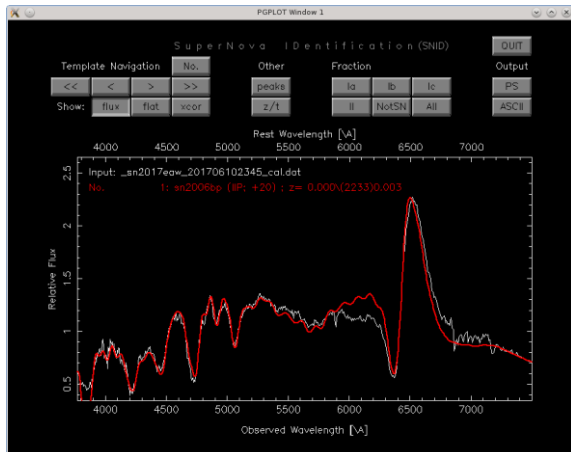 PGPLOT Window 1
SuperNova IDentification (SNID)
QUIT
Template Navigation No. Other Fraction Output
<< < > >> peaks Ia Ib Ic PS
Show: flux flat xcor z/t II NotSN All ASCII
Rest Wavelength [\A]
4000 4500 5000 5500 6000 6500 7000
Input: _sn2017eaw_201706102345_cal.dat
No. 1: sn2006bp (IIP; +20) ; z= 0.000\(2233)0.003
Relative Flux
2.5
2
1.5
1
0.5
4000 4500 5000 5500 6000 6500 7000
Observed Wavelength [\A]